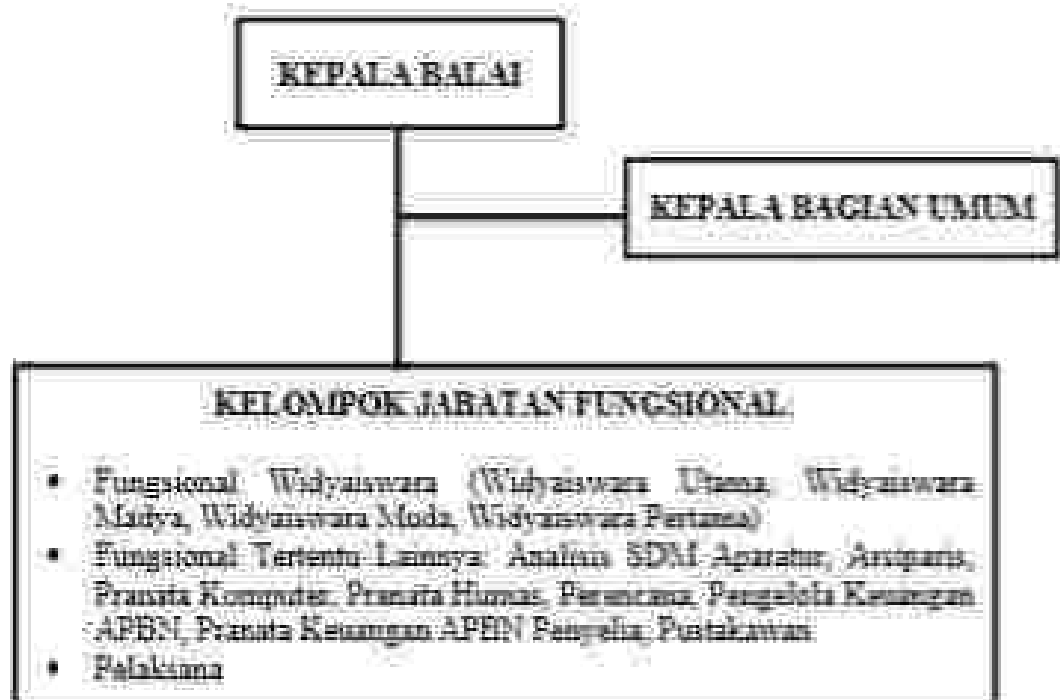 KEPALA BALAI
KEPALA BAGIAN UMUM
KELOMPOK JABATAN FUNGSIONAL
• Fungsional Widyaiswara (Widyaiswara Utama, Widyaiswara
Madya, Widyaiswara Muda, Widyaiswara Pertama)
• Fungsional Tertentu Lainnya: Analisis SDM Aparatur, Arsiparis,
Pranata Komputer, Pranata Humas, Perencana, Pengelola Keuangan
APBN, Pranata Keuangan APBN Penyelia, Pustakawan
• Pelaksana